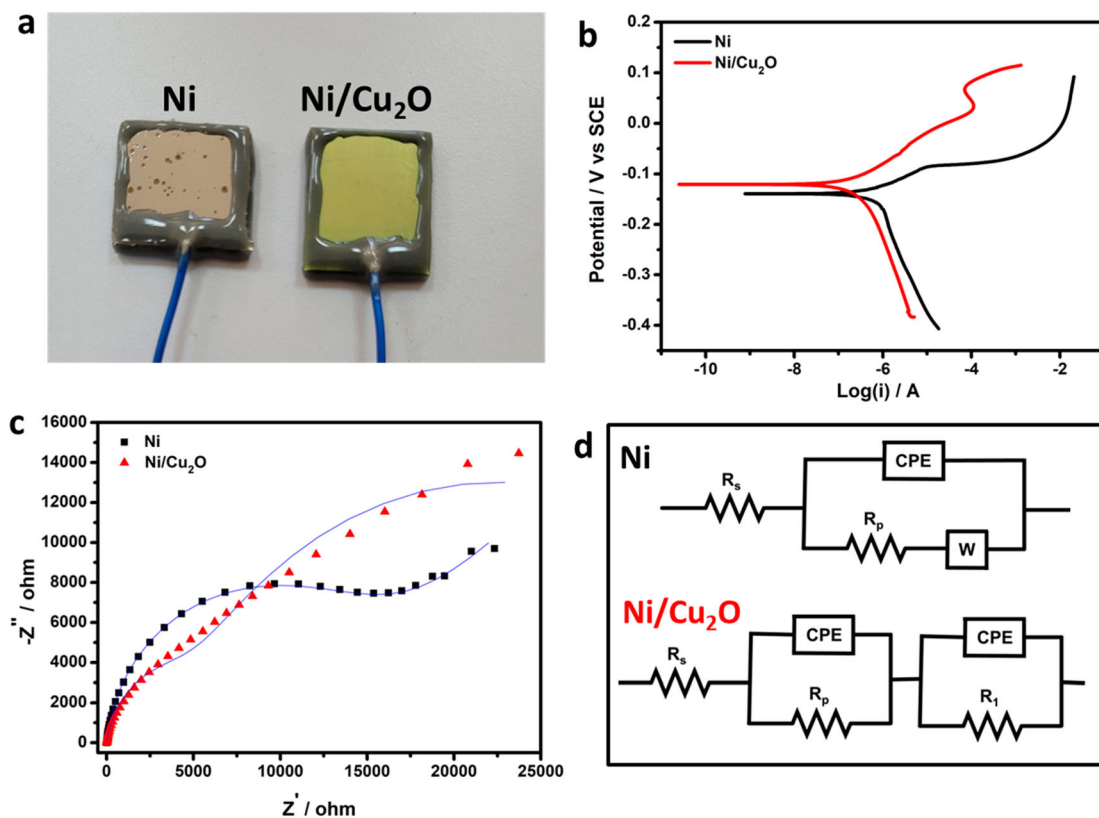 a
Ni
Ni/Cu₂O
b
Ni
Ni/Cu₂O
0.2
0.1
0.0
-0.1
-0.2
-0.3
-0.4
Potential / V vs SCE
-10
-8
-6
-4
-2
Log(i) / A
c
Ni
Ni/Cu₂O
16000
14000
12000
10000
8000
6000
4000
2000
0
-Z'' / ohm
0
5000
10000
15000
20000
25000
Z' / ohm
d
Ni
CPE
Rₛ
Rₚ
W
Ni/Cu₂O
CPE
CPE
Rₛ
Rₚ
R₁